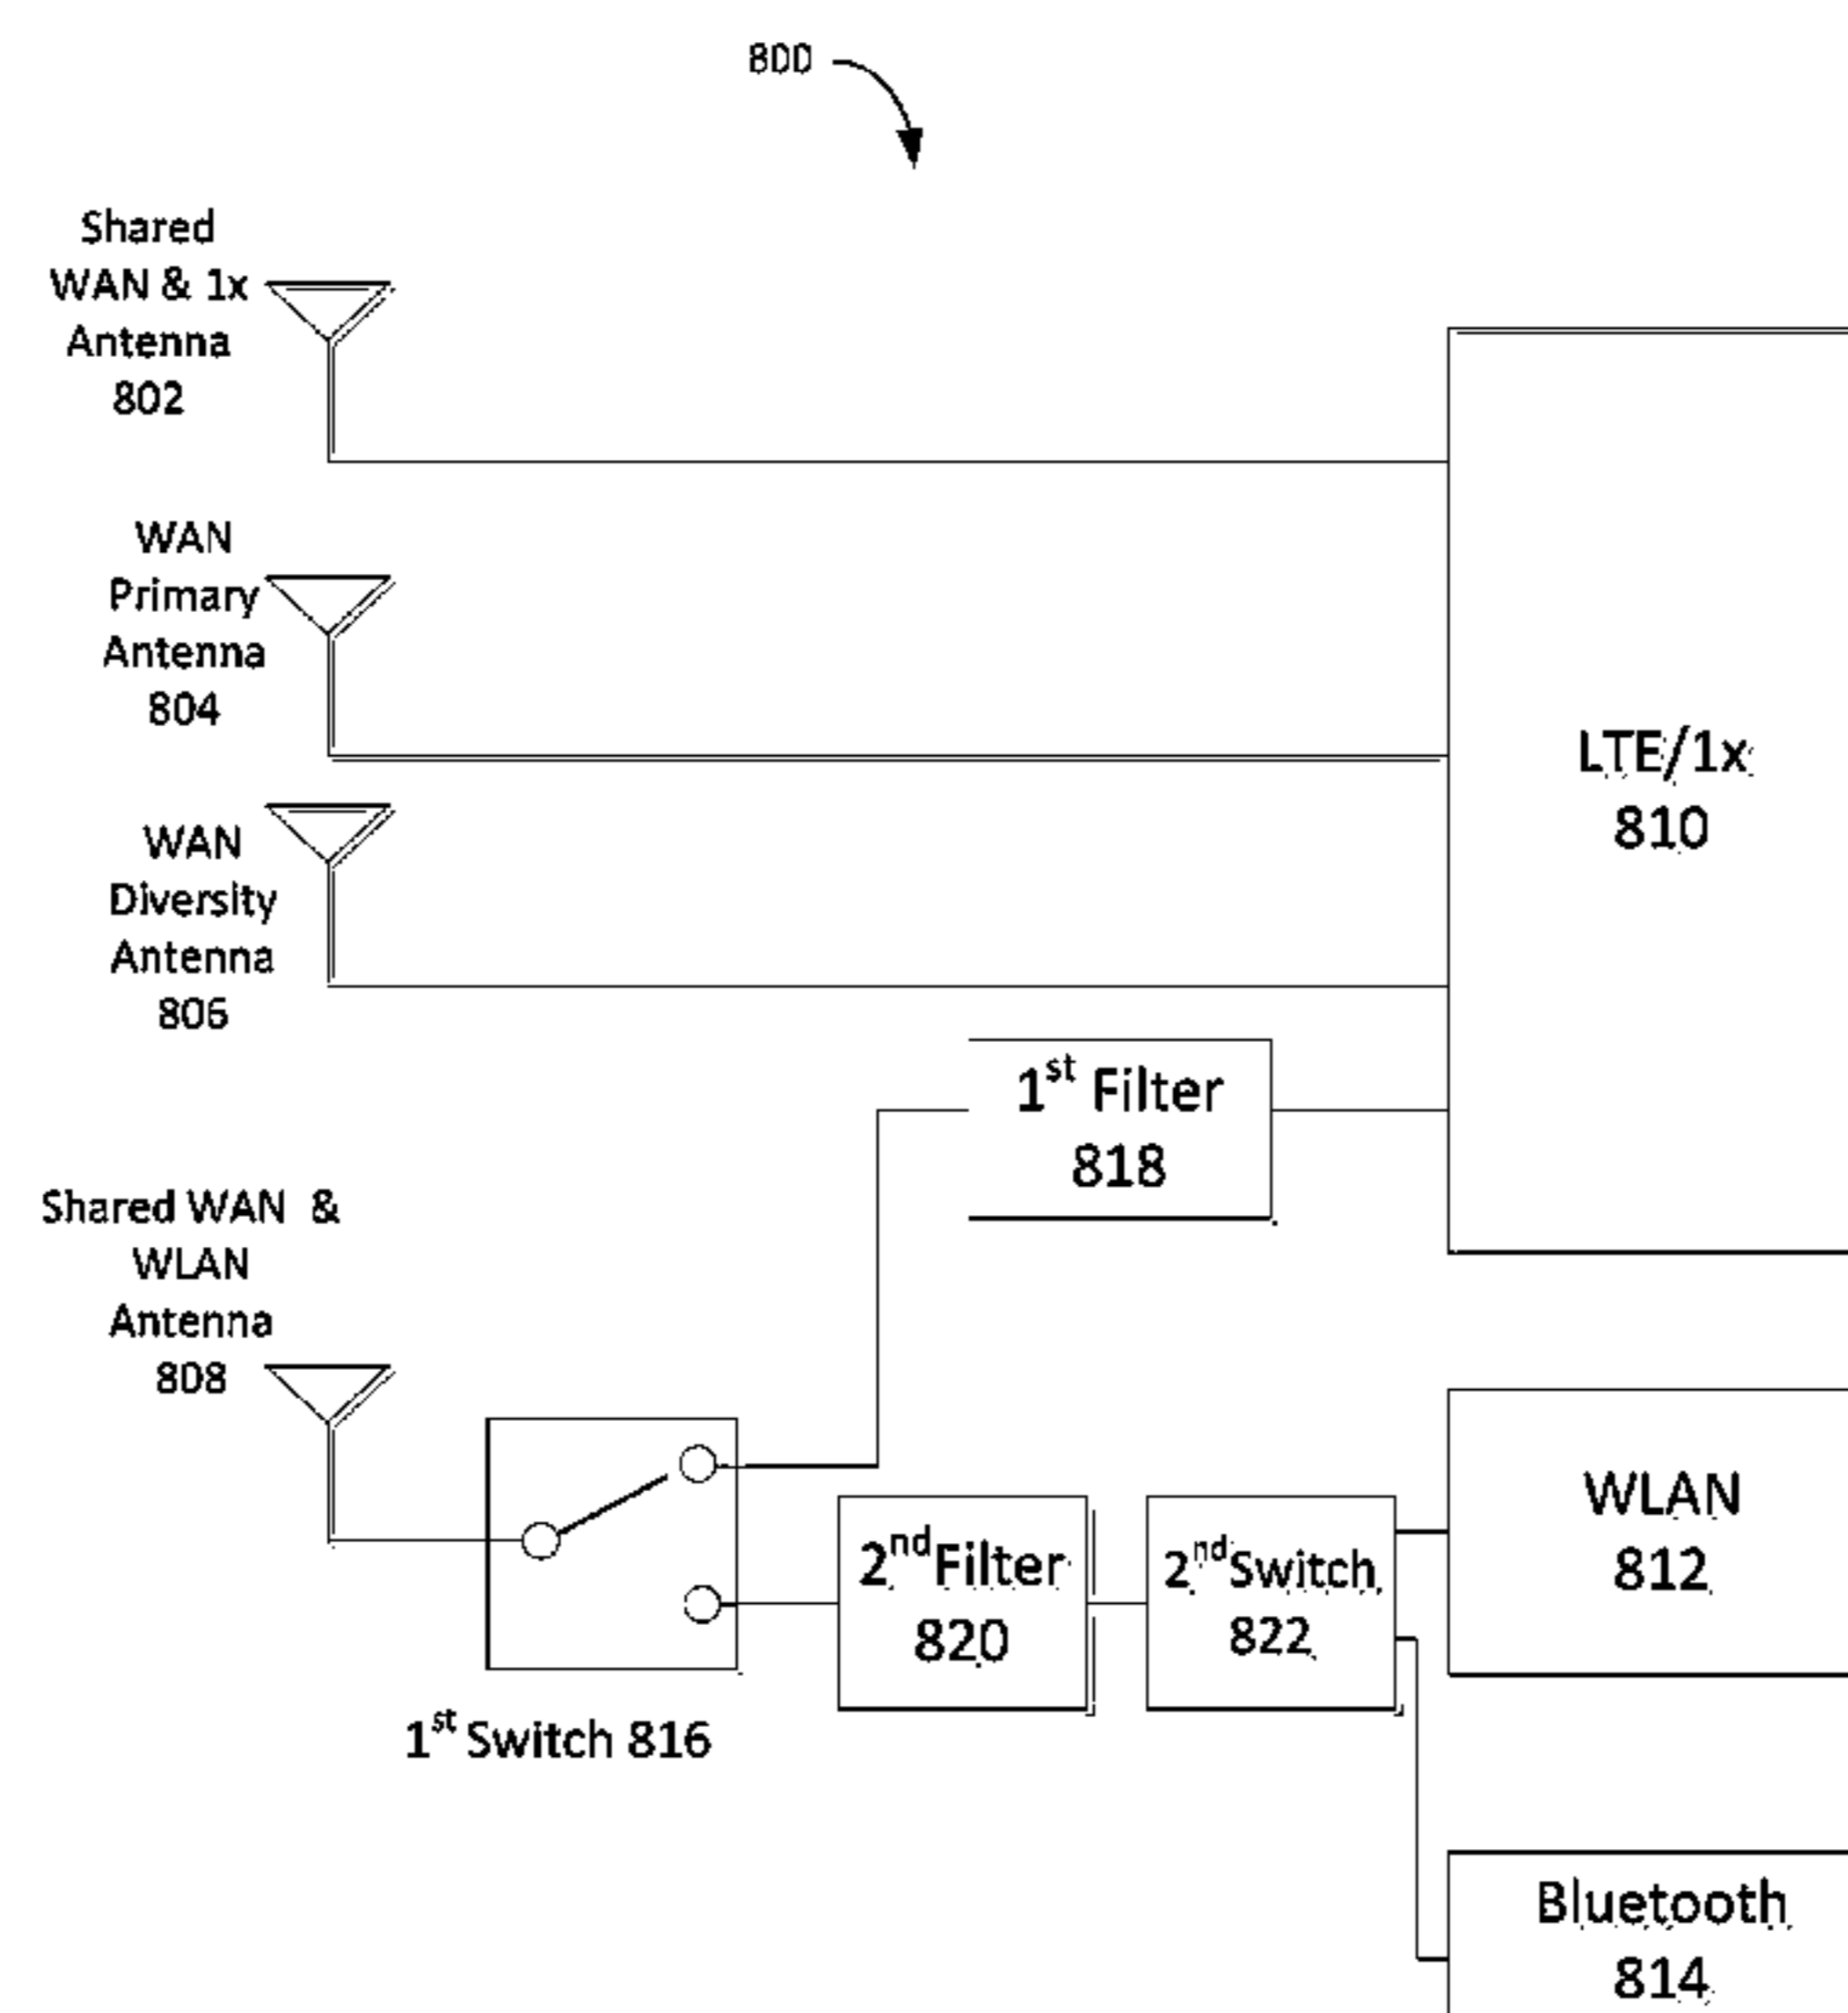 800
Shared
WAN & 1x
Antenna
802
WAN
Primary
Antenna
804
WAN
Diversity
Antenna
806
LTE/1x
810
1st Filter
818
Shared WAN &
WLAN
Antenna
808
WLAN
812
2nd Filter
820
2nd Switch
822
1st Switch 816
Bluetooth
814